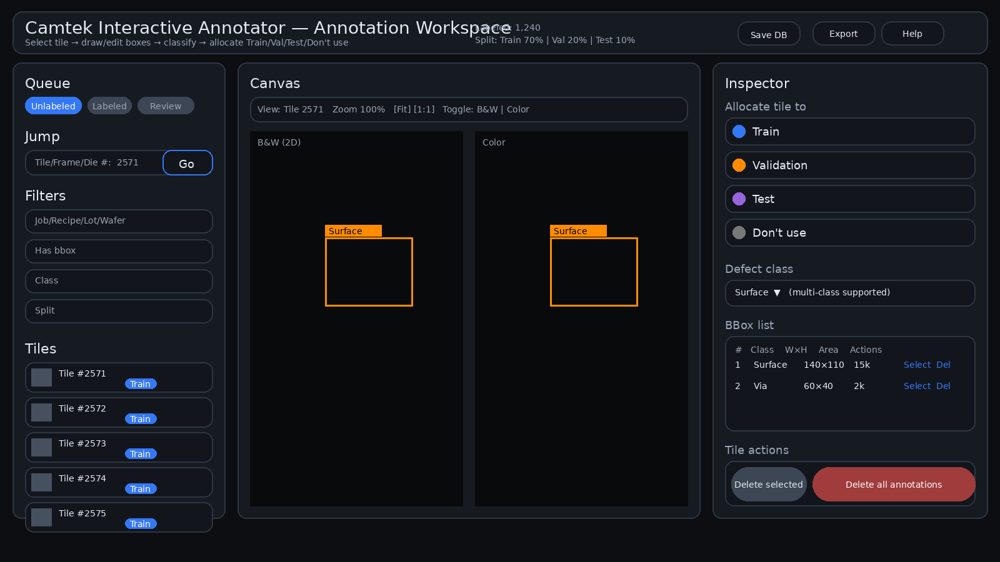 Camtek Interactive Annotator — Annotation Workspace
Select tile → draw/edit boxes → classify → allocate Train/Val/Test/Don't use
Labeled: 1,240
Split: Train 70% | Val 20% | Test 10%
Save DB
Export
Help
Queue
Unlabeled
Labeled
Review
Jump
Tile/Frame/Die #: 2571
Go
Filters
Job/Recipe/Lot/Wafer
Has bbox
Class
Split
Tiles
Tile #2571
Train
Tile #2572
Train
Tile #2573
Train
Tile #2574
Train
Tile #2575
Train
Canvas
View: Tile 2571 Zoom 100% [Fit] [1:1] Toggle: B&W | Color
B&W (2D)
Surface
Color
Surface
Inspector
Allocate tile to
Train
Validation
Test
Don't use
Defect class
Surface ▼ (multi-class supported)
BBox list
# Class W×H Area Actions
1 Surface 140×110 15k Select Del
2 Via 60×40 2k Select Del
Tile actions
Delete selected
Delete all annotations